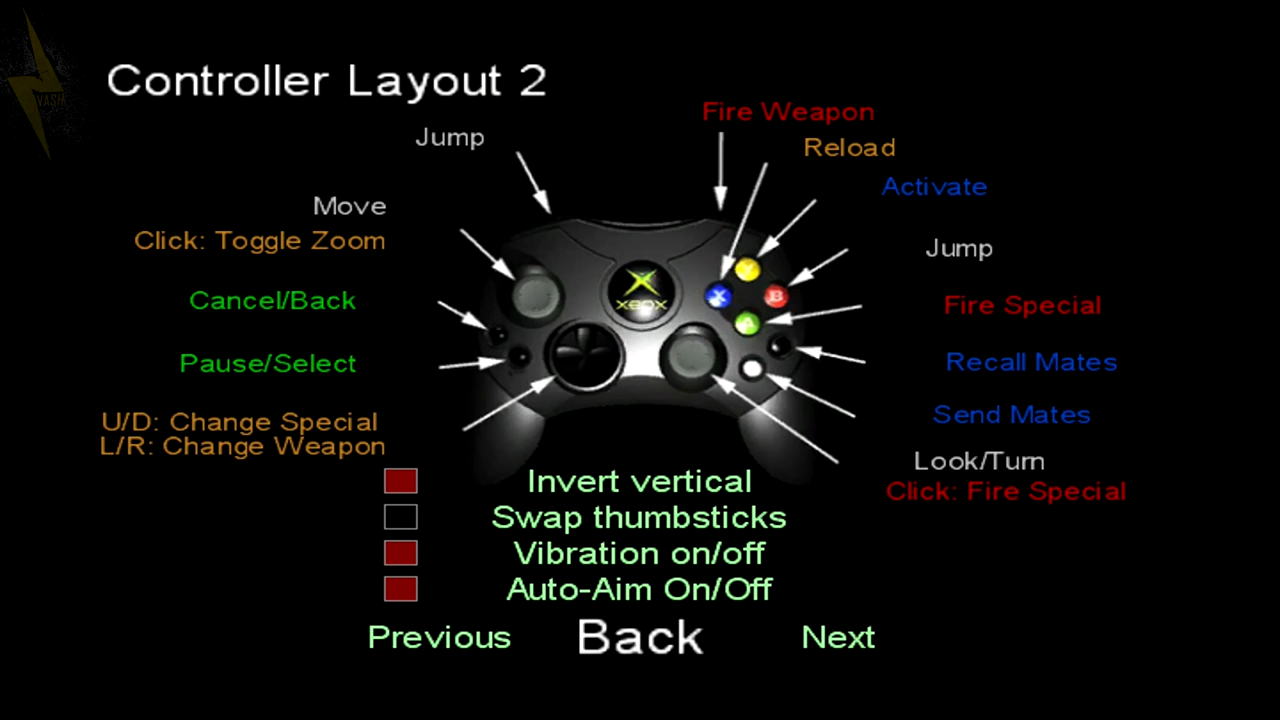 VASH
Controller Layout 2
Fire Weapon
Jump
Reload
Activate
Move
Click: Toggle Zoom
Jump
Cancel/Back
Fire Special
Pause/Select
Recall Mates
U/D: Change Special
L/R: Change Weapon
Send Mates
Look/Turn
Click: Fire Special
XBOX
Y
X
B
A
Invert vertical
Swap thumbsticks
Vibration on/off
Auto-Aim On/Off
Previous
Back
Next